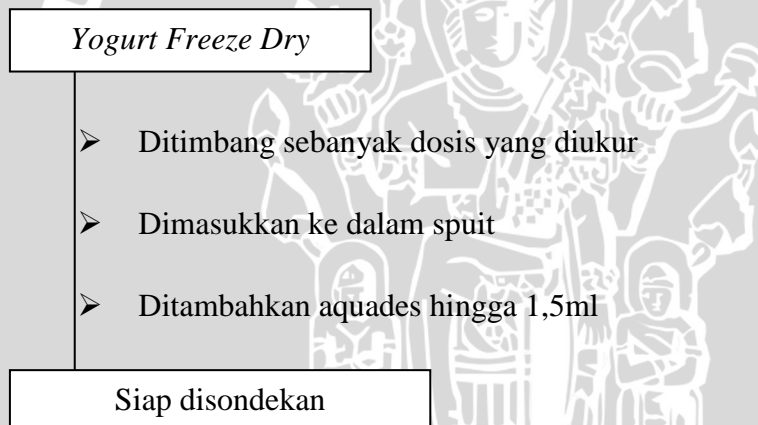 Yogurt Freeze Dry
➢ Ditimbang sebanyak dosis yang diukur
➢ Dimasukkan ke dalam spuit
➢ Ditambahkan aquades hingga 1,5ml
Siap disondekan